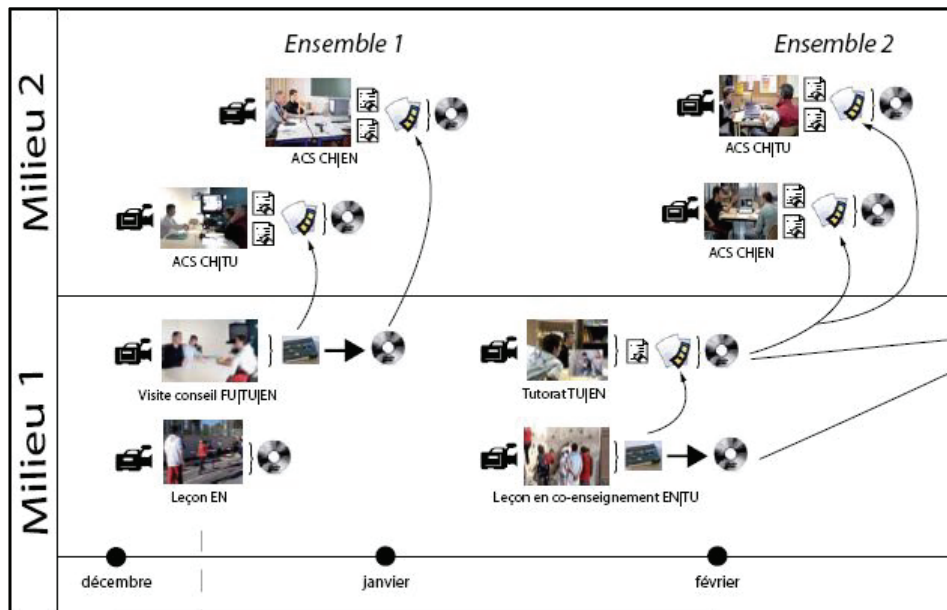 Milieu 2
Ensemble 1
Ensemble 2
ACS CH|EN
ACS CH|TU
ACS CH|TU
ACS CH|EN
Milieu 1
Visite conseil FU|TU|EN
Tutorat TU|EN
Leçon EN
Leçon en co-enseignement EN|TU
décembre
janvier
février